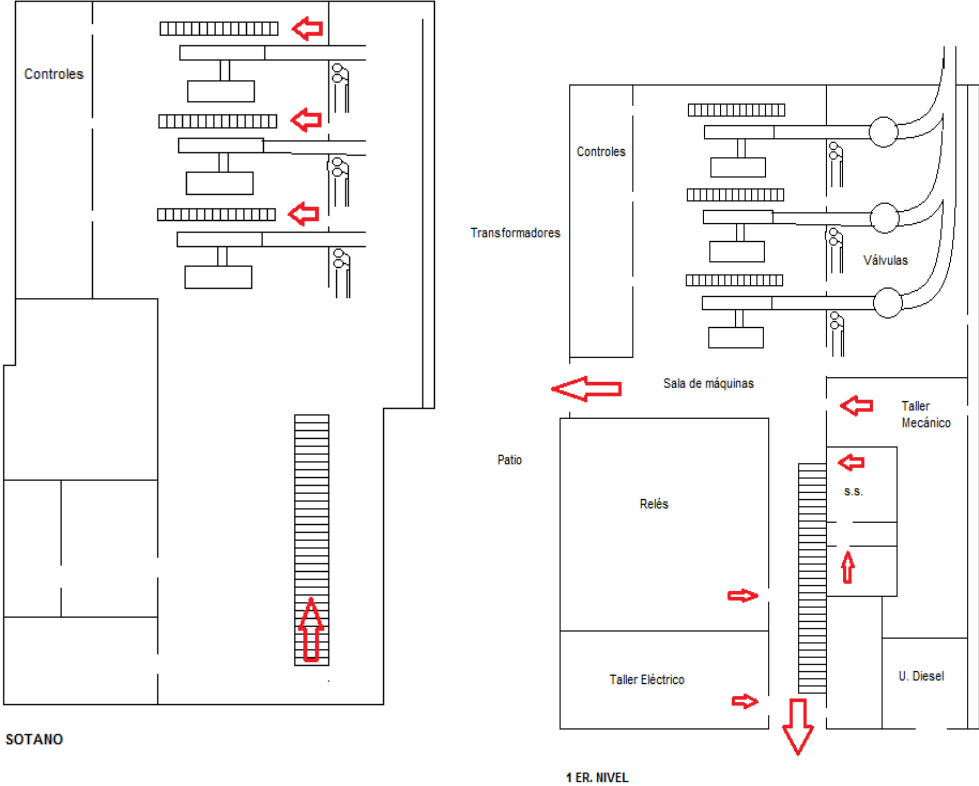 Controles
SOTANO
Controles
Transformadores
Válvulas
Sala de máquinas
Taller
Mecánico
Patio
s.s.
Relés
Taller Eléctrico
U. Diesel
1 ER. NIVEL